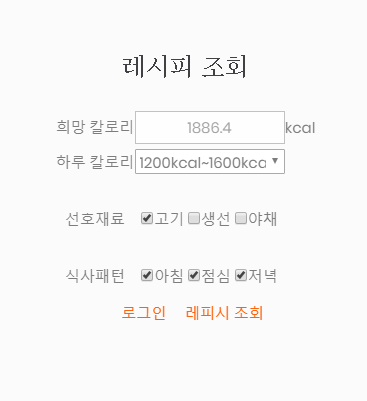 레시피 조회
희망 칼로리 1886.4 kcal
하루 칼로리 1200kcal~1600kca
선호재료 고기 생선 야채
식사패턴 아침 점심 저녁
로그인 레피시 조회